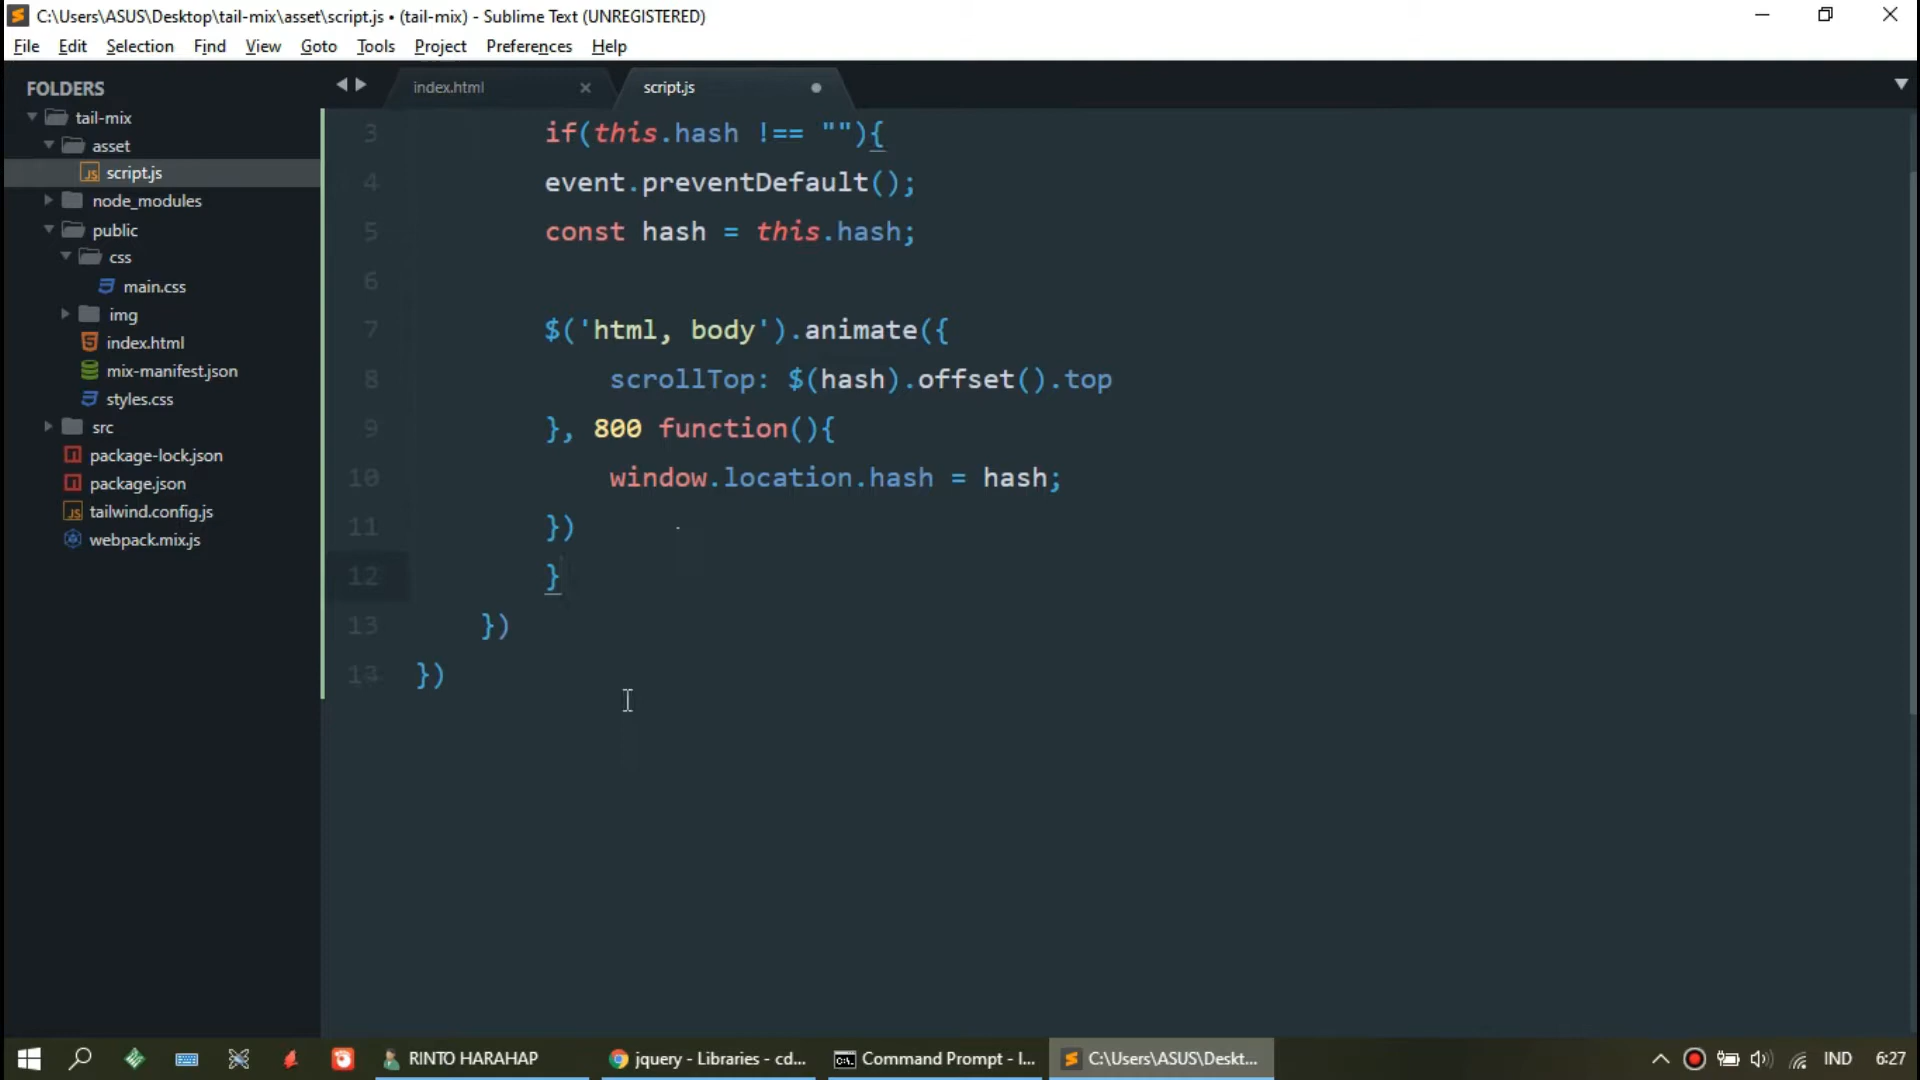 C:\Users\ASUS\Desktop\tail-mix\asset\script.js • (tail-mix) - Sublime Text (UNREGISTERED)
File Edit Selection Find View Goto Tools Project Preferences Help
FOLDERS
tail-mix
asset
script.js
node_modules
public
css
main.css
img
index.html
mix-manifest.json
styles.css
src
package-lock.json
package.json
tailwind.config.js
webpack.mix.js
index.html
script.js
3 if(this.hash !== ""){
4 event.preventDefault();
5 const hash = this.hash;
6
7 $('html, body').animate({
8 scrollTop: $(hash).offset().top
9 }, 800 function(){
10 window.location.hash = hash;
11 })
12 }
13 })
})
RINTO HARAHAP
jquery - Libraries - cd...
Command Prompt - I...
C:\Users\ASUS\Deskt...
IND
6:27